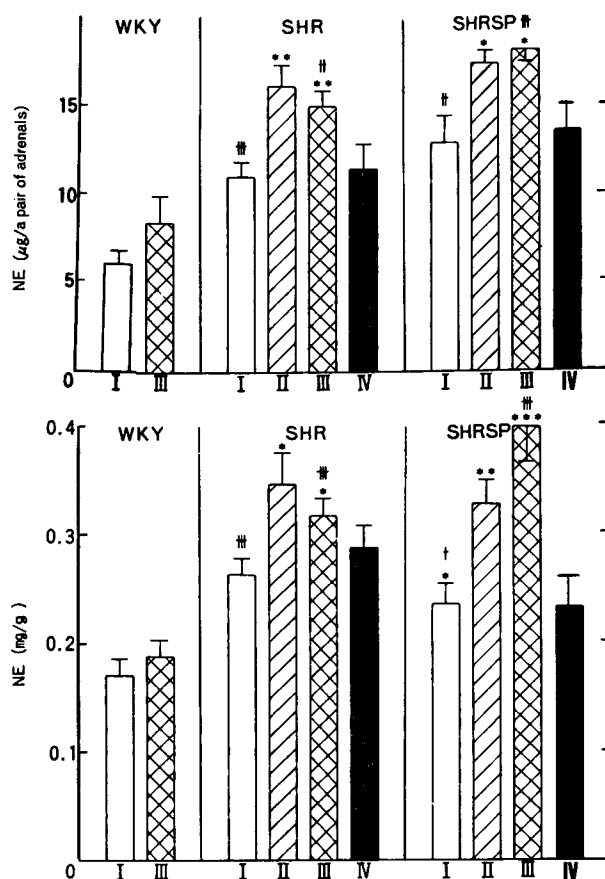 WKY SHR SHRSP ⧻
** †† *
†† **
⧻ ††
15
10
5
0
NE (μg/a pair of adrenals)
I III I II III IV I II III IV
WKY SHR SHRSP ⧻
***
0.4
* ⧻ **
*
⧻ †
*
0.3
0.2
0.1
0
NE (mg/g)
I III I II III IV I II III IV